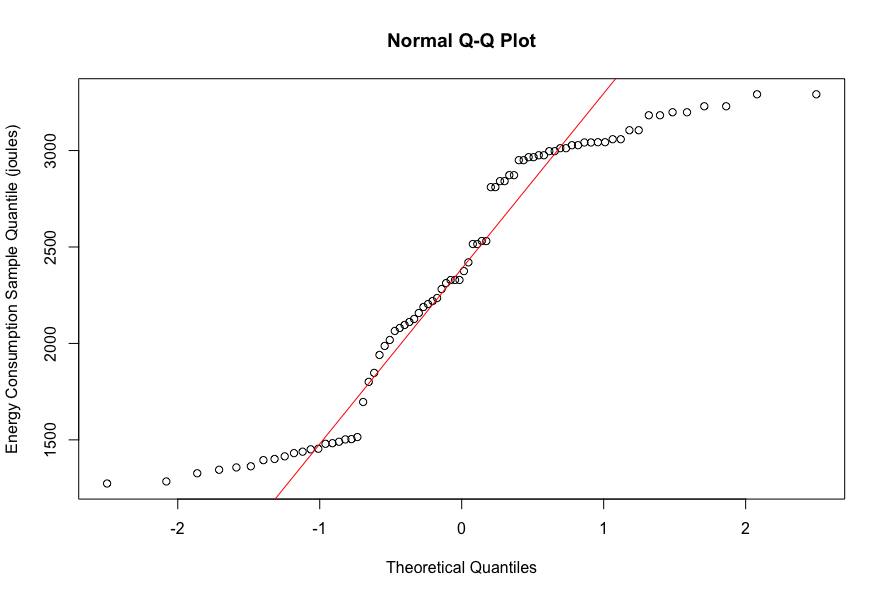 Normal Q-Q Plot
Energy Consumption Sample Quantile (joules)
3000
2500
2000
1500
-2 -1 0 1 2
Theoretical Quantiles